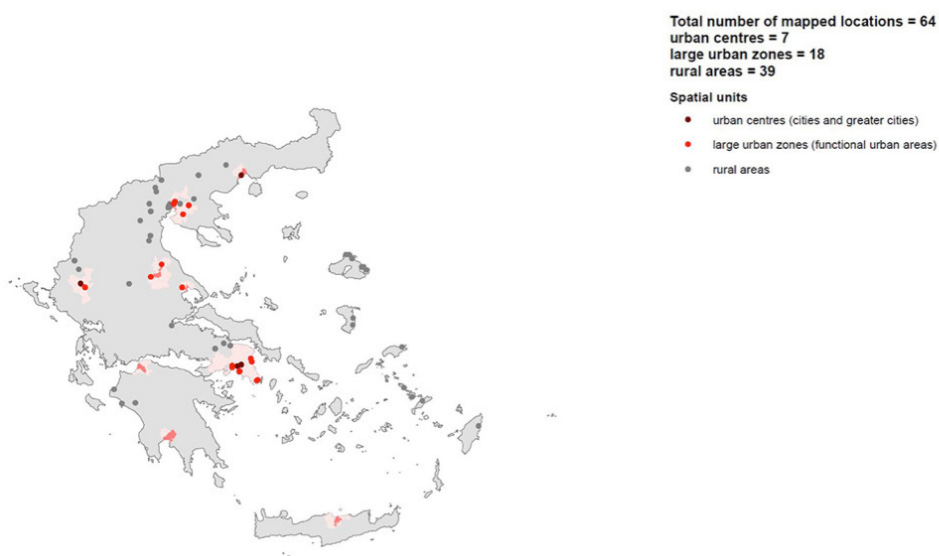 Total number of mapped locations = 64
urban centres = 7
large urban zones = 18
rural areas = 39
Spatial units
urban centres (cities and greater cities)
large urban zones (functional urban areas)
rural areas